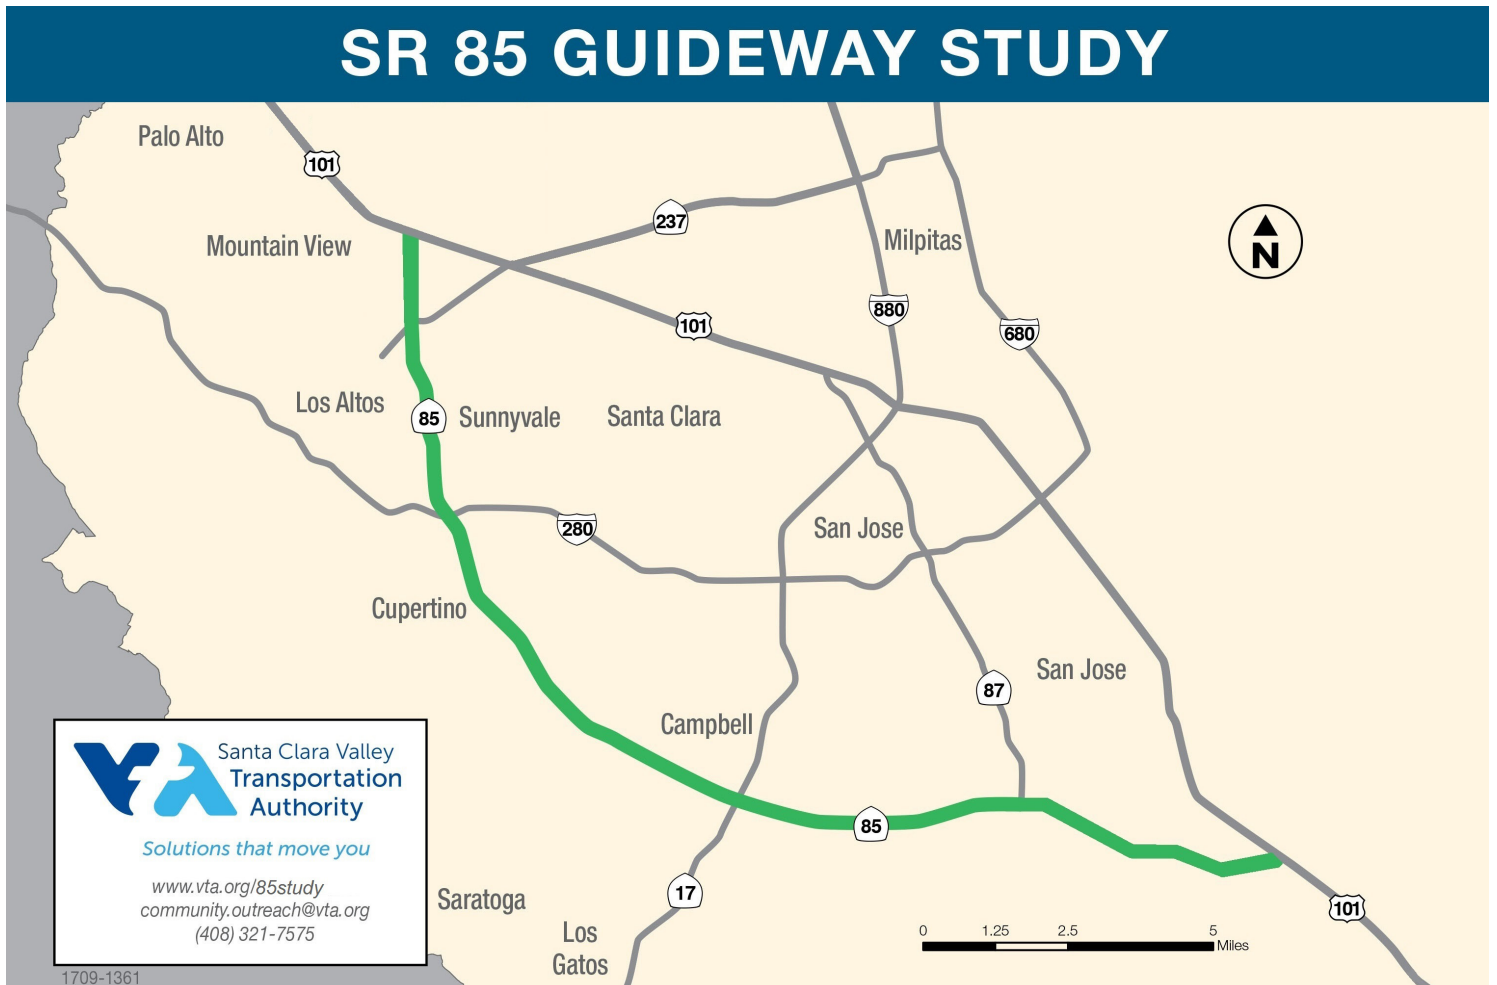 SR 85 GUIDEWAY STUDY
Palo Alto
101
237
Mountain View
Milpitas
N
880
101
680
Los Altos
85
Sunnyvale
Santa Clara
280
San Jose
Cupertino
San Jose
87
Campbell
85
Santa Clara Valley
Transportation
Authority
Solutions that move you
www.vta.org/85study
community.outreach@vta.org
(408) 321-7575
Saratoga
17
Los
Gatos
101
0 1.25 2.5 5
Miles
1709-1361